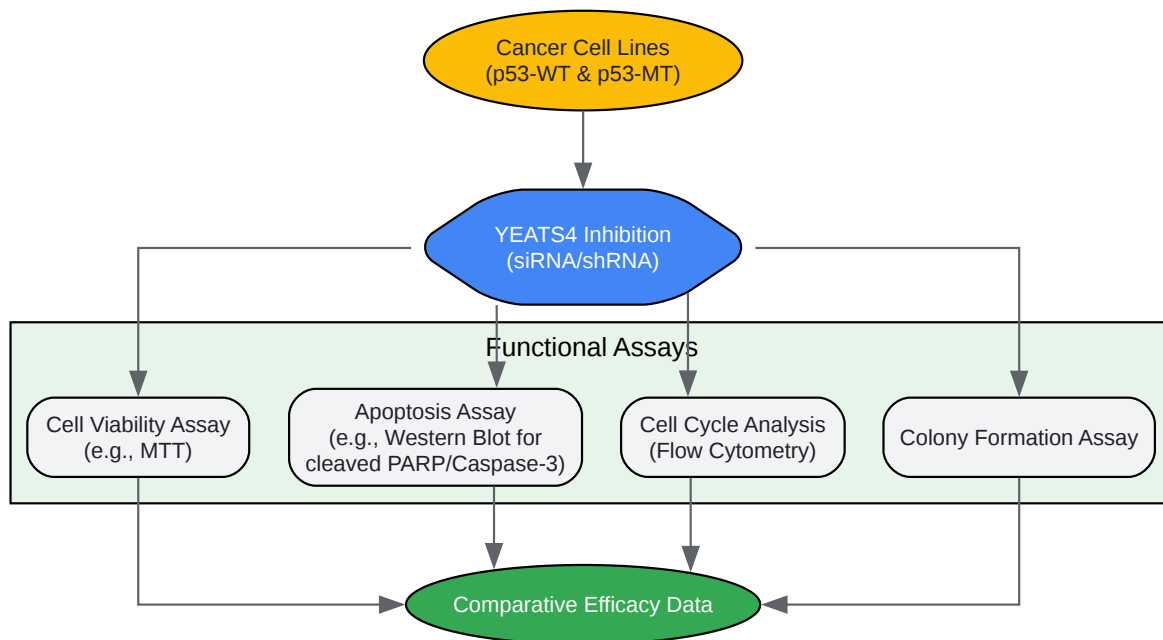 Cancer Cell Lines
(p53-WT & p53-MT)
YEATS4 Inhibition
(siRNA/shRNA)
Functional Assays
Cell Viability Assay
(e.g., MTT)
Apoptosis Assay
(e.g., Western Blot for
cleaved PARP/Caspase-3)
Cell Cycle Analysis
(Flow Cytometry)
Colony Formation Assay
Comparative Efficacy Data